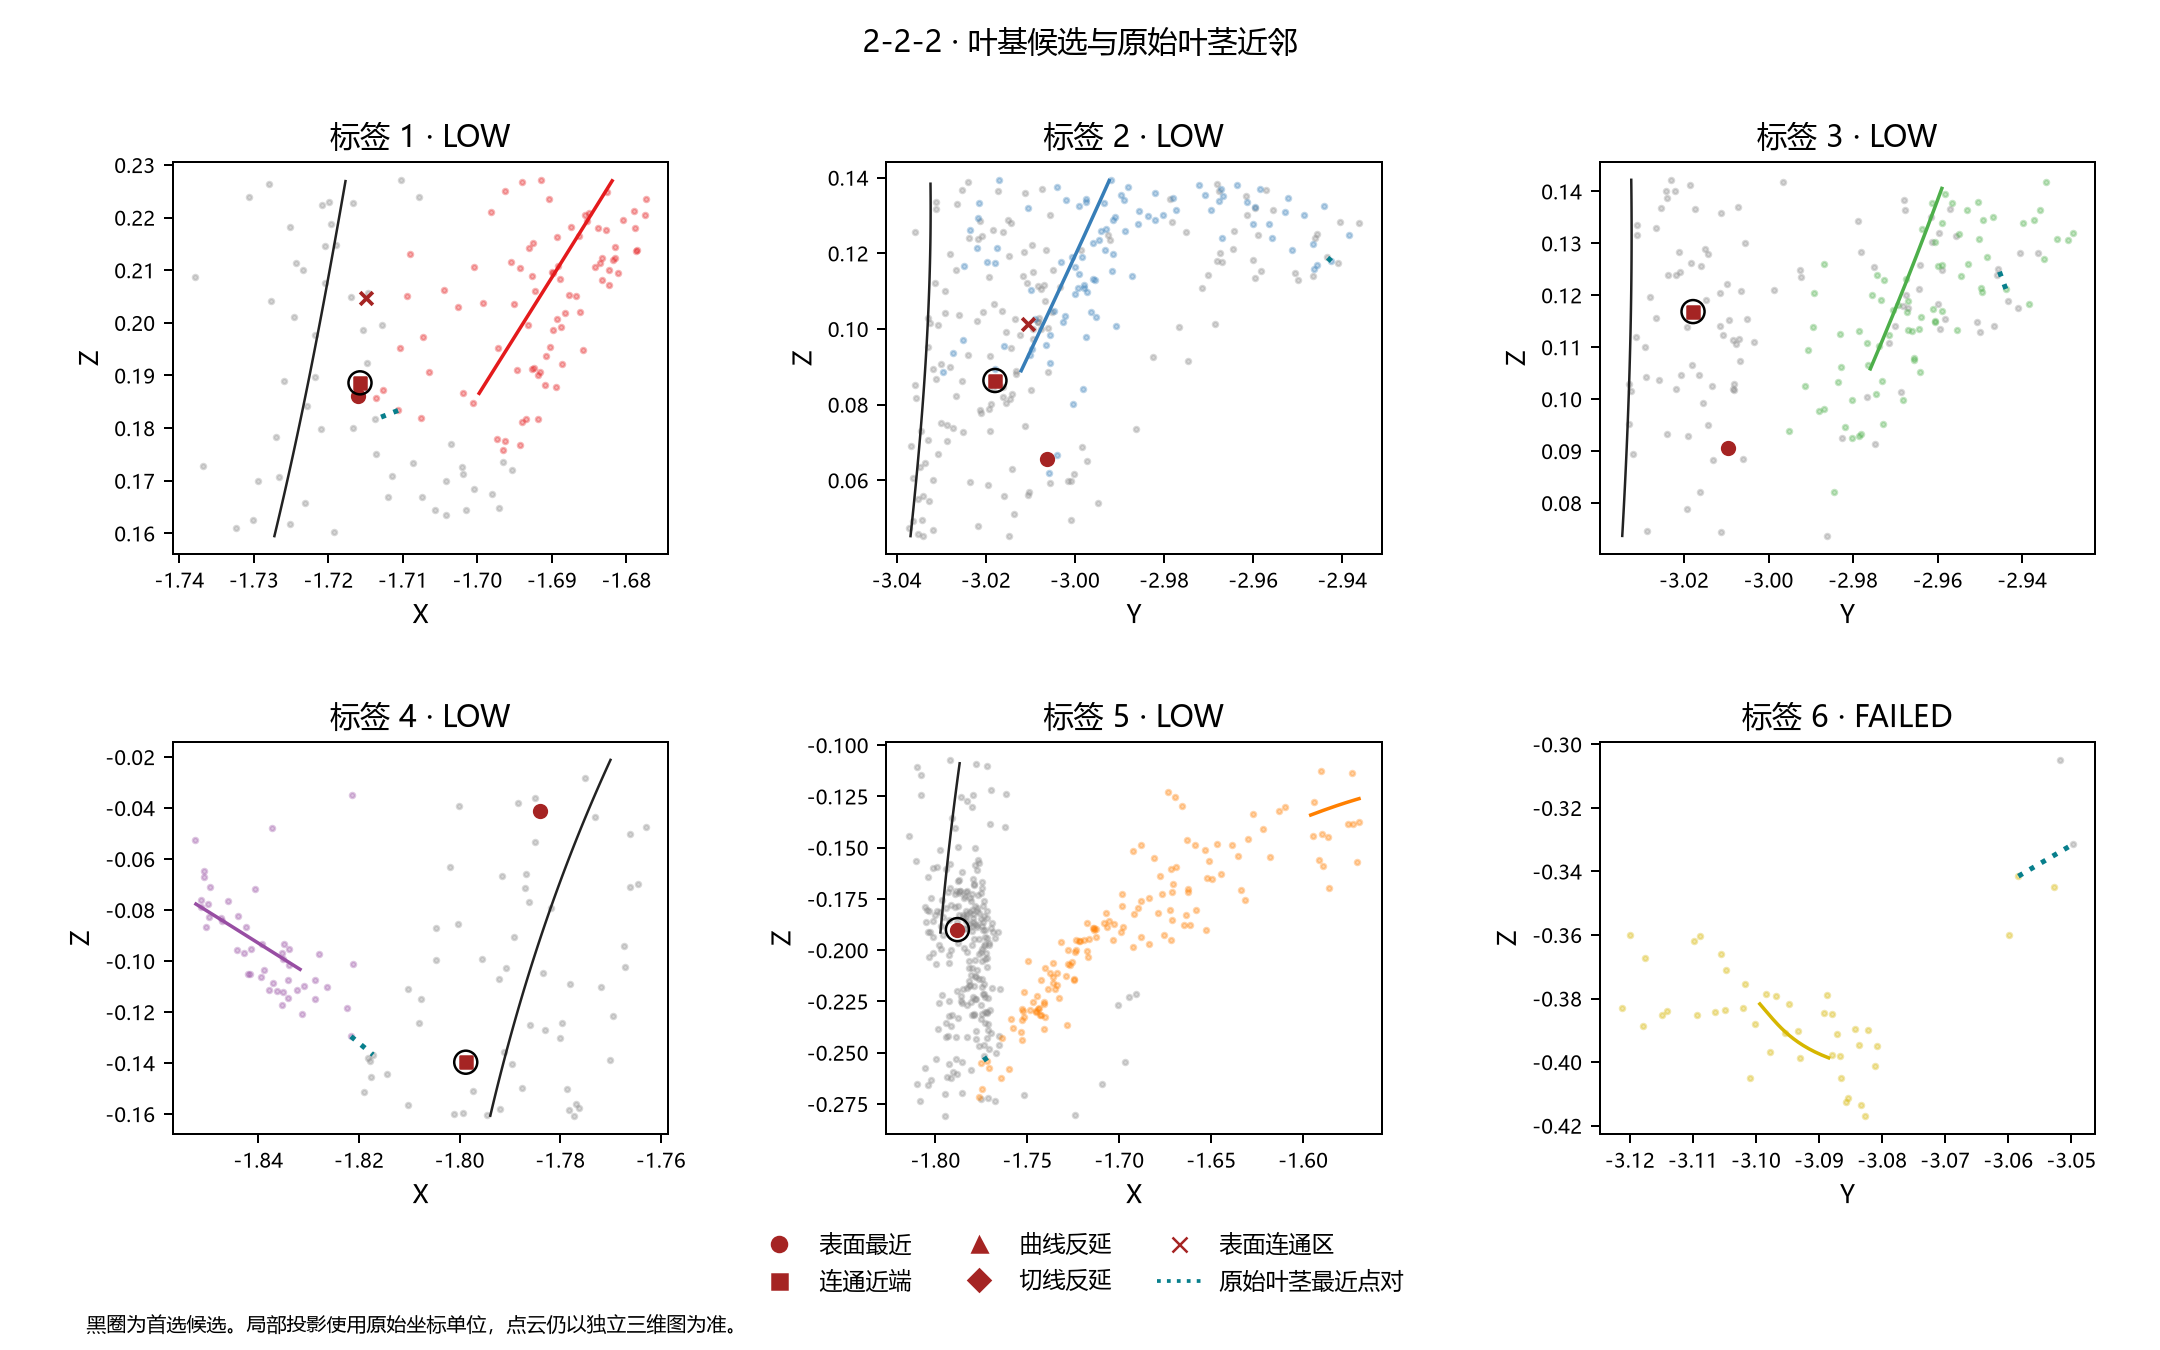 2-2-2 · 叶基候选与原始叶茎近邻
标签 1 · LOW
标签 2 · LOW
标签 3 · LOW
0.23
0.22
0.21
0.20
0.19
0.18
0.17
0.16
Z
-1.74 -1.73 -1.72 -1.71 -1.70 -1.69 -1.68
X
0.14
0.12
0.10
0.08
0.06
Z
-3.04 -3.02 -3.00 -2.98 -2.96 -2.94
Y
0.14
0.13
0.12
0.11
0.10
0.09
0.08
Z
-3.02 -3.00 -2.98 -2.96 -2.94
Y
标签 4 · LOW
标签 5 · LOW
标签 6 · FAILED
-0.02
-0.04
-0.06
-0.08
-0.10
-0.12
-0.14
-0.16
Z
-1.84 -1.82 -1.80 -1.78 -1.76
X
-0.100
-0.125
-0.150
-0.175
-0.200
-0.225
-0.250
-0.275
Z
-1.80 -1.75 -1.70 -1.65 -1.60
X
-0.30
-0.32
-0.34
-0.36
-0.38
-0.40
-0.42
Z
-3.12 -3.11 -3.10 -3.09 -3.08 -3.07 -3.06 -3.05
Y
表面最近
曲线反延
表面连通区
连通近端
切线反延
原始叶茎最近点对
黑圈为首选候选。局部投影使用原始坐标单位，点云仍以独立三维图为准。